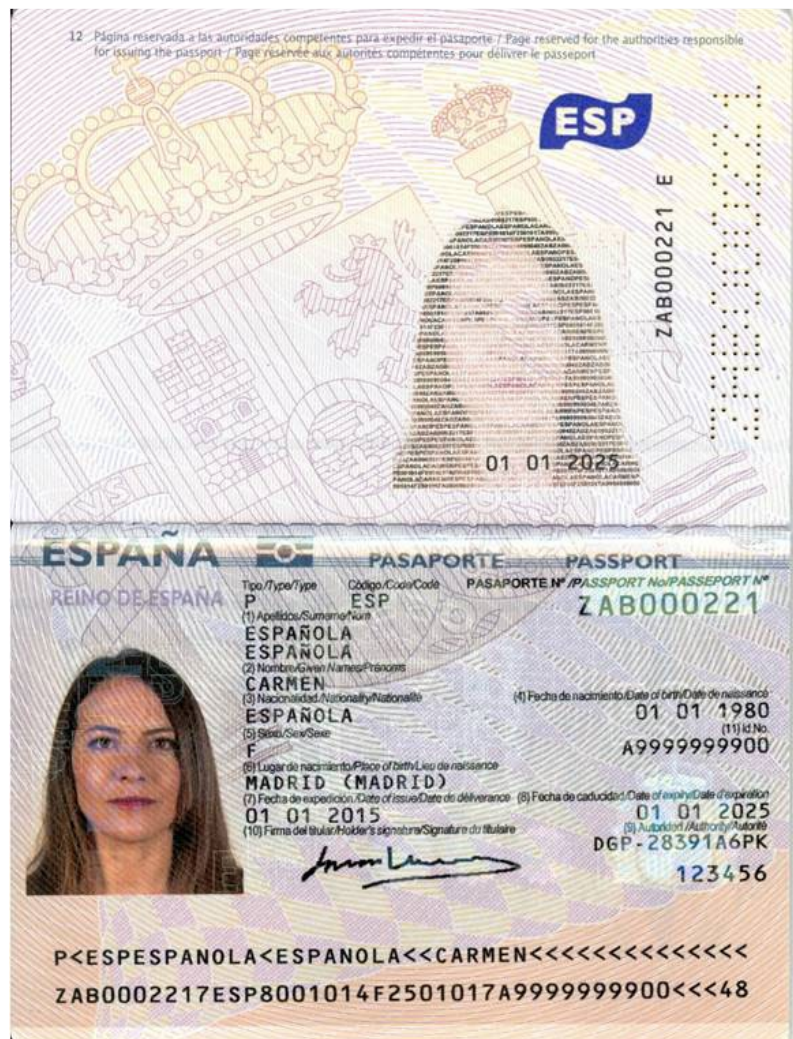 12 Página reservada a las autoridades competentes para expedir el pasaporte / Page reserved for the authorities responsible
for issuing the passport / Page réservée aux autorités compétentes pour délivrer le passeport
ESP
ZAB000221 E
ZAB000221
01 01 2025
ESPAÑA PASAPORTE PASSPORT
REINO DE ESPAÑA
Tipo/Type/Type Código/Code/Code PASAPORTE Nº/PASSPORT No/PASSEPORT Nº
P ESP ZAB000221
(1) Apellidos/Surname/Nom
ESPAÑOLA
ESPAÑOLA
(2) Nombre/Given Names/Prénoms
CARMEN
(3) Nacionalidad/Nationality/Nationalité (4) Fecha de nacimiento/Date of birth/Date de naissance
ESPAÑOLA 01 01 1980
(5) Sexo/Sex/Sexe (11) Id.No.
F A9999999900
(6) Lugar de nacimiento/Place of birth/Lieu de naissance
MADRID (MADRID)
(7) Fecha de expedición/Date of issue/Date de déliverance (8) Fecha de caducidad/Date of expiry/Date d'expiration
01 01 2015 01 01 2025
(10) Firma del titular/Holder's signature/Signature du titulaire (9) Autoridad/Authority/Autorité
DGP-28391A6PK
123456
P<ESPESPANOLA<ESPANOLA<<CARMEN<<<<<<<<<<<<<<
ZAB0002217ESP8001014F2501017A9999999900<<<48